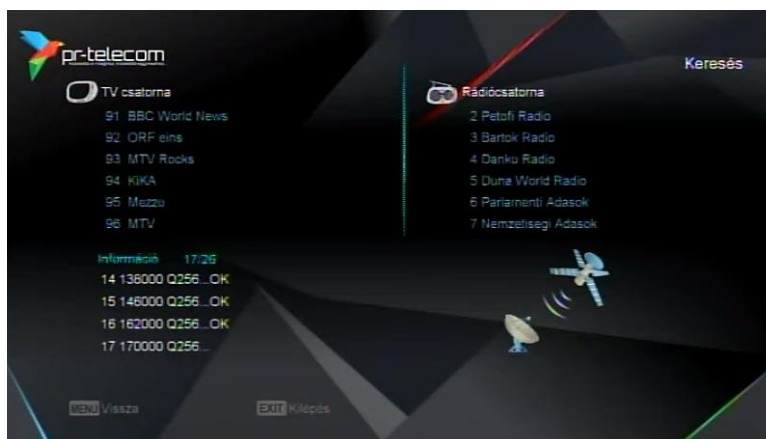 pr-telecom
Keresés
TV csatorna
91 BBC World News
92 ORF eins
93 MTV Rocks
94 KiKA
95 Mezzo
96 MTV
Rádiócsatorna
2 Petofi Radio
3 Bartok Radio
4 Danko Radio
5 Duna World Radio
6 Parlamenti Adasok
7 Nemzetisegi Adasok
Információ 17/26
14 138000 Q256...OK
15 146000 Q256...OK
16 162000 Q256...OK
17 170000 Q256...
MENU Vissza
EXIT Kilépés